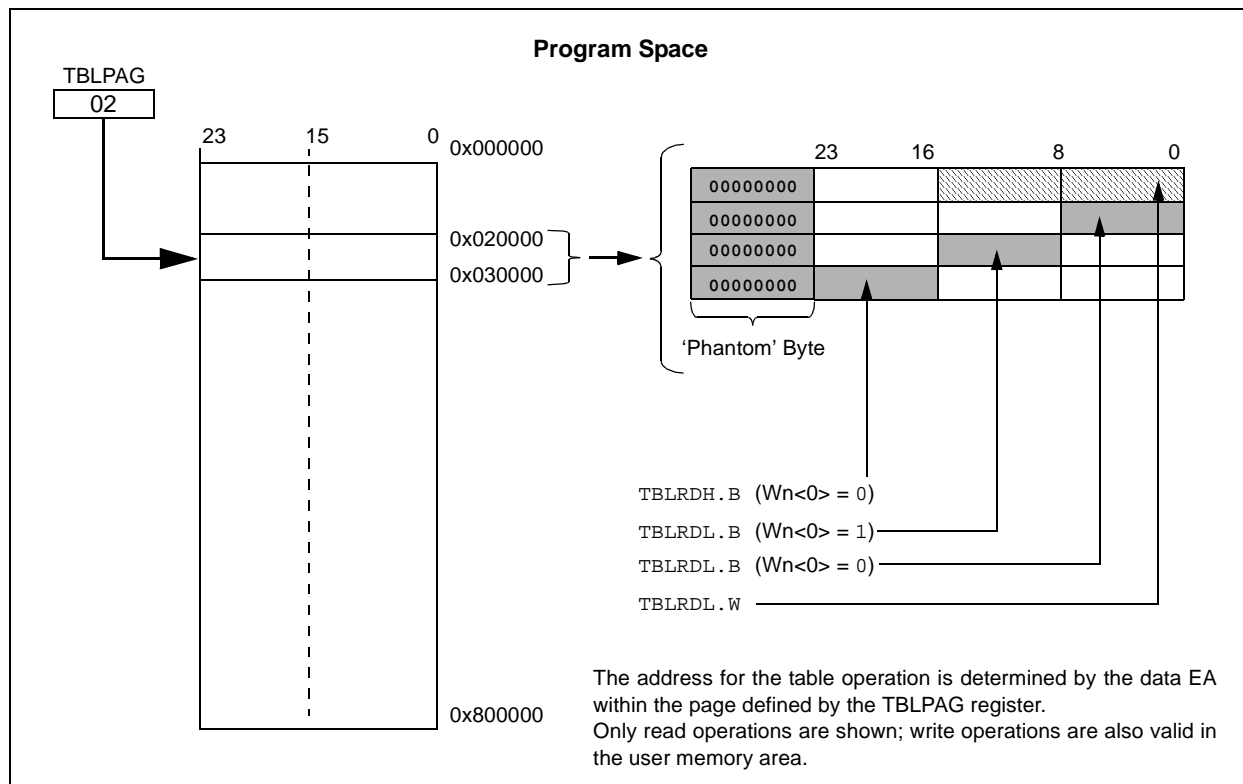 Program Space
TBLPAG
02
23 15 0
0x000000
23 16 8 0
00000000
00000000
00000000
00000000
0x020000
0x030000
'Phantom' Byte
TBLRDH.B (Wn<0> = 0)
TBLRDL.B (Wn<0> = 1)
TBLRDL.B (Wn<0> = 0)
TBLRDL.W
0x800000
The address for the table operation is determined by the data EA
within the page defined by the TBLPAG register.
Only read operations are shown; write operations are also valid in
the user memory area.